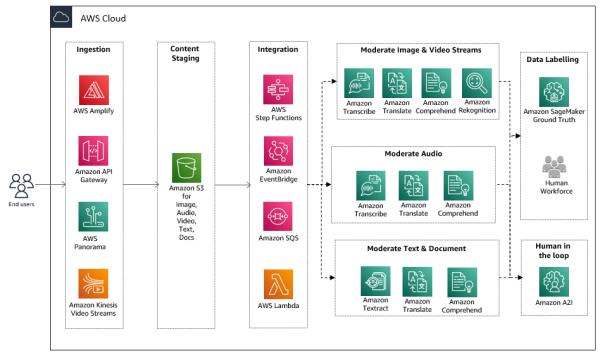 AWS Cloud
Ingestion
AWS Amplify
Amazon API
Gateway
AWS
Panorama
Amazon Kinesis
Video Streams
End users
Content
Staging
Amazon S3
for
Image,
Audio,
Video,
Text,
Docs
Integration
AWS
Step Functions
Amazon
EventBridge
Amazon SQS
AWS Lambda
Moderate Image & Video Streams
Amazon
Transcribe
Amazon
Translate
Amazon
Comprehend
Amazon
Rekognition
Moderate Audio
Amazon
Transcribe
Amazon
Translate
Amazon
Comprehend
Moderate Text & Document
Amazon
Textract
Amazon
Translate
Amazon
Comprehend
Data Labelling
Amazon SageMaker
Ground Truth
Human
Workforce
Human in
the loop
Amazon A2I